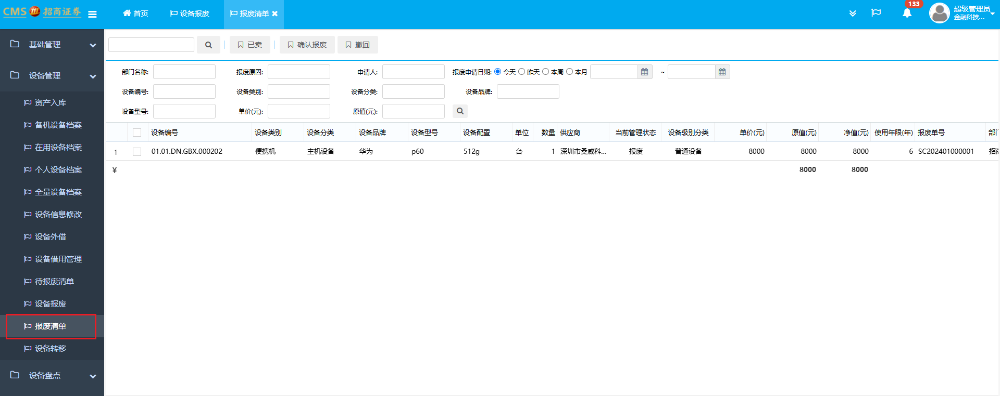 CMS 招商证券
首页
设备报废
报废清单
133
超级管理员
金融科技...
基础管理
设备管理
资产入库
备机设备档案
在用设备档案
个人设备档案
全量设备档案
设备信息修改
设备外借
设备借用管理
待报废清单
设备报废
报废清单
设备转移
设备盘点
已卖 确认报废 撤回
部门名称: 报废原因: 申请人: 报废申请日期: 今天 昨天 本周 本月 ~
设备编号: 设备类别: 设备分类: 设备品牌:
设备型号: 单价(元): 原值(元):
设备编号 设备类别 设备分类 设备品牌 设备型号 设备配置 单位 数量 供应商 当前管理状态 设备级别分类 单价(元) 原值(元) 净值(元) 使用年限(年) 报废单号 部门
1 01.01.DN.GBX.000202 便携机 主机设备 华为 p60 512g 台 1 深圳市桑威科... 报废 普通设备 8000 8000 8000 6 SC202401000001 招商
¥ 8000 8000